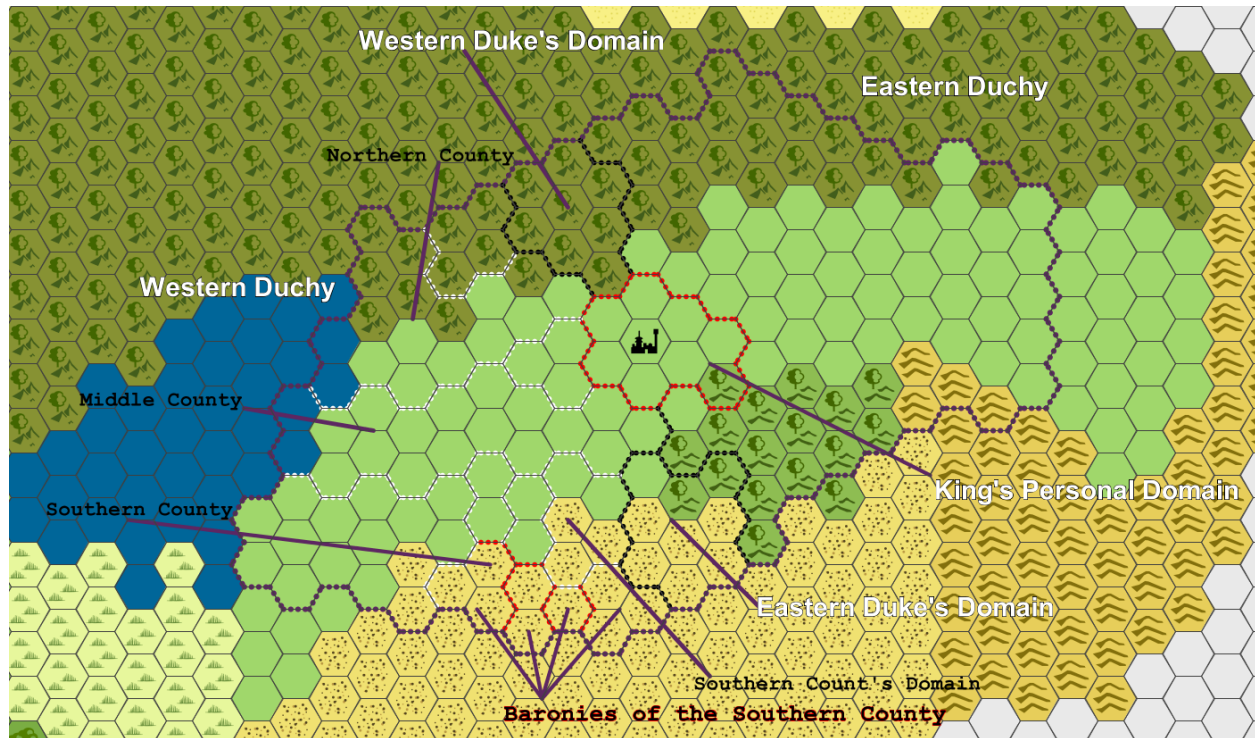 Western Duke's Domain
Eastern Duchy
Northern County
Western Duchy
Middle County
King's Personal Domain
Southern County
Eastern Duke's Domain
Southern Count's Domain
Baronies of the Southern County